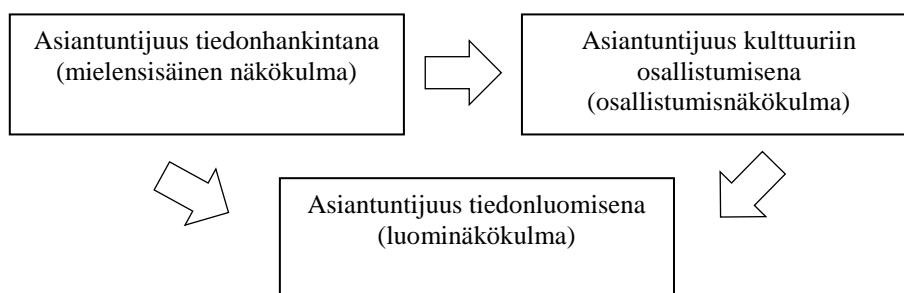 Asiantuntijuus tiedonhankintana
(mielensisäinen näkökulma)
Asiantuntijuus kulttuuriin
osallistumisena
(osallistumisnäkökulma)
Asiantuntijuus tiedonluomisena
(luominäkökulma)